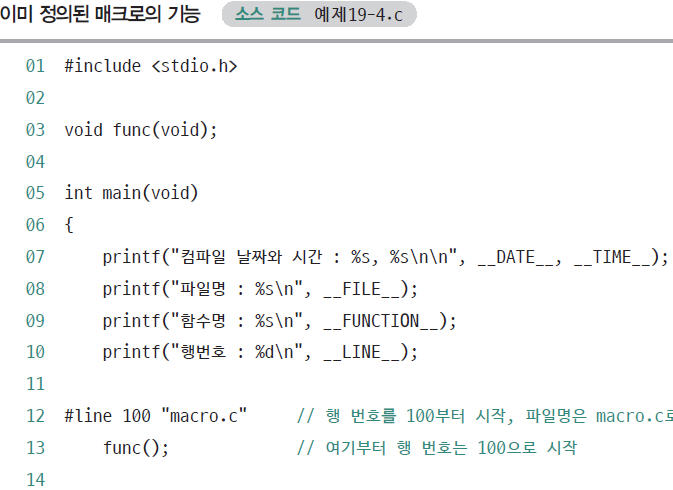 이미 정의된 매크로의 기능 소스 코드 예제19-4.c
01 #include <stdio.h>
02
03 void func(void);
04
05 int main(void)
06 {
07 printf("컴파일 날짜와 시간 : %s, %s\n\n", __DATE__, __TIME__);
08 printf("파일명 : %s\n", __FILE__);
09 printf("함수명 : %s\n", __FUNCTION__);
10 printf("행번호 : %d\n", __LINE__);
11
12 #line 100 "macro.c" // 행 번호를 100부터 시작, 파일명은 macro.c로
13 func(); // 여기부터 행 번호는 100으로 시작
14